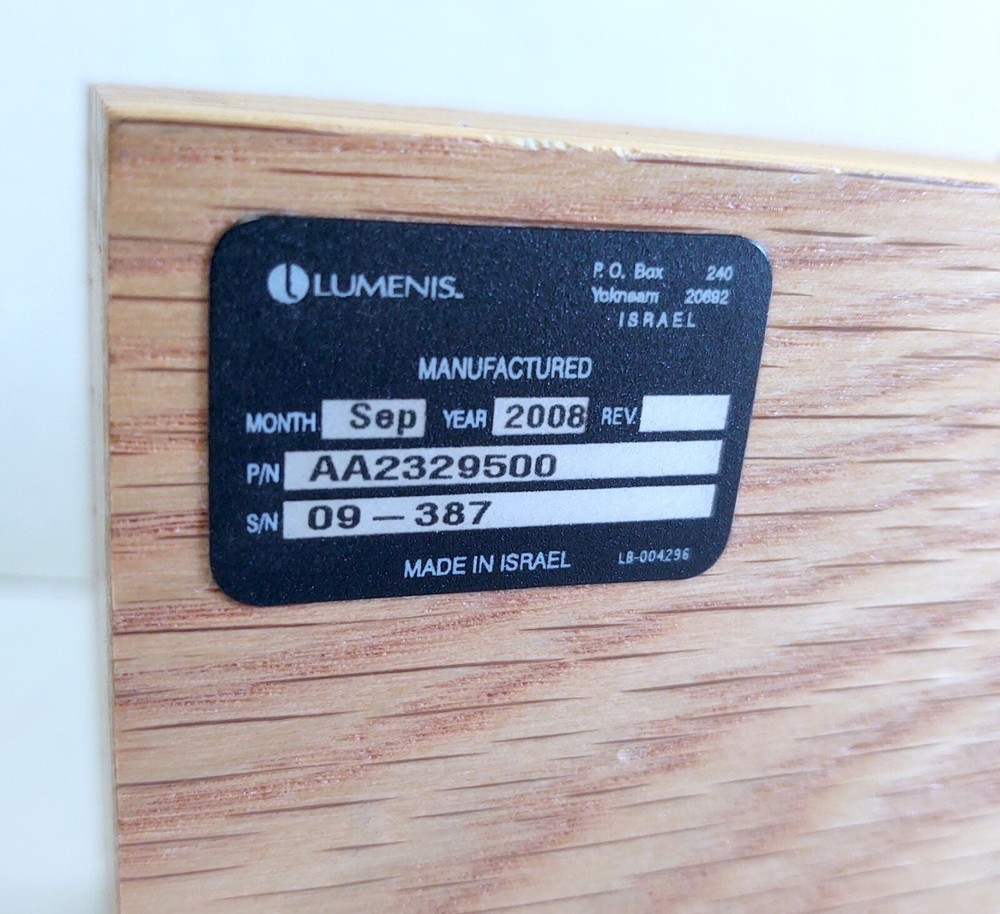 LUMENIS™
P.O. Box 240
Yokneam 20692
ISRAEL
MANUFACTURED
MONTH Sep YEAR 2008 REV.
P/N AA2329500
S/N 09-387
MADE IN ISRAEL LB-004296